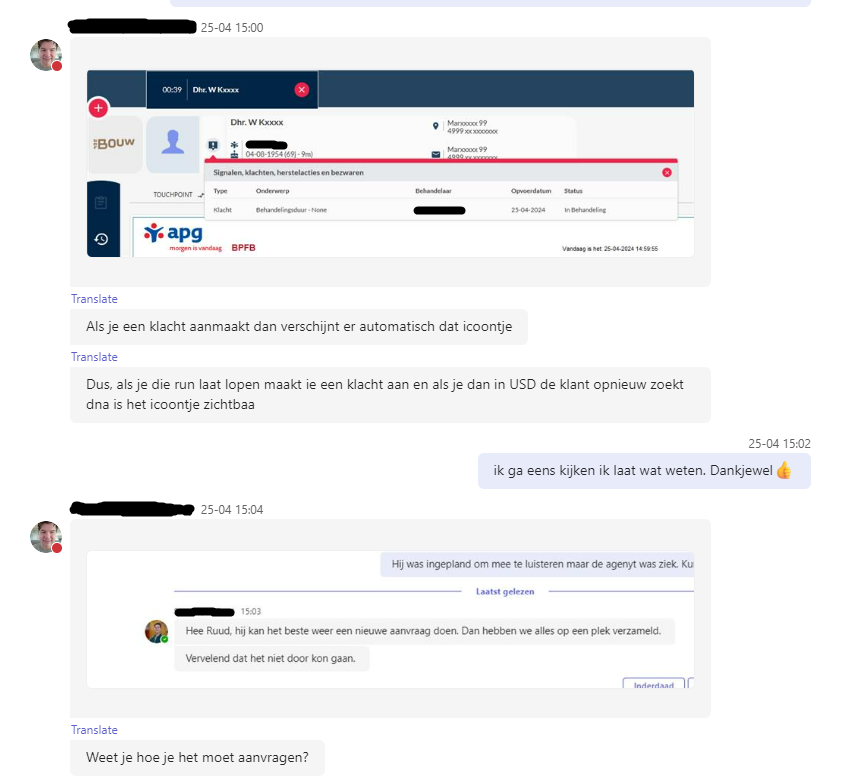 25-04 15:00
00:39 Dhr. W Kxxxx
Dhr. W Kxxxx
Marxxxxx 99
4999 xx xxxxxxx
BOUW
04-08-1954 (69j - 9m)
Marxxxxx 99
4999 xx xxxxxxx
Signalen, klachten, herstelacties en bezwaren
TOUCHPOINT
Type Onderwerp Behandelaar Opvoerdatum Status
Klacht Behandelingsduur - None 25-04-2024 In Behandeling
apg
morgen is vandaag BPFB
Vandaag is het: 25-04-2024 14:59:55
Translate
Als je een klacht aanmaakt dan verschijnt er automatisch dat icoontje
Translate
Dus, als je die run laat lopen maakt ie een klacht aan en als je dan in USD de klant opnieuw zoekt
dna is het icoontje zichtbaa
25-04 15:02
ik ga eens kijken ik laat wat weten. Dankjewel 👍
25-04 15:04
Hij was ingepland om mee te luisteren maar de agenyt was ziek. Ku
Laatst gelezen
15:03
Hee Ruud, hij kan het beste weer een nieuwe aanvraag doen. Dan hebben we alles op een plek verzameld.
Vervelend dat het niet door kon gaan.
Inderdaad
Translate
Weet je hoe je het moet aanvragen?